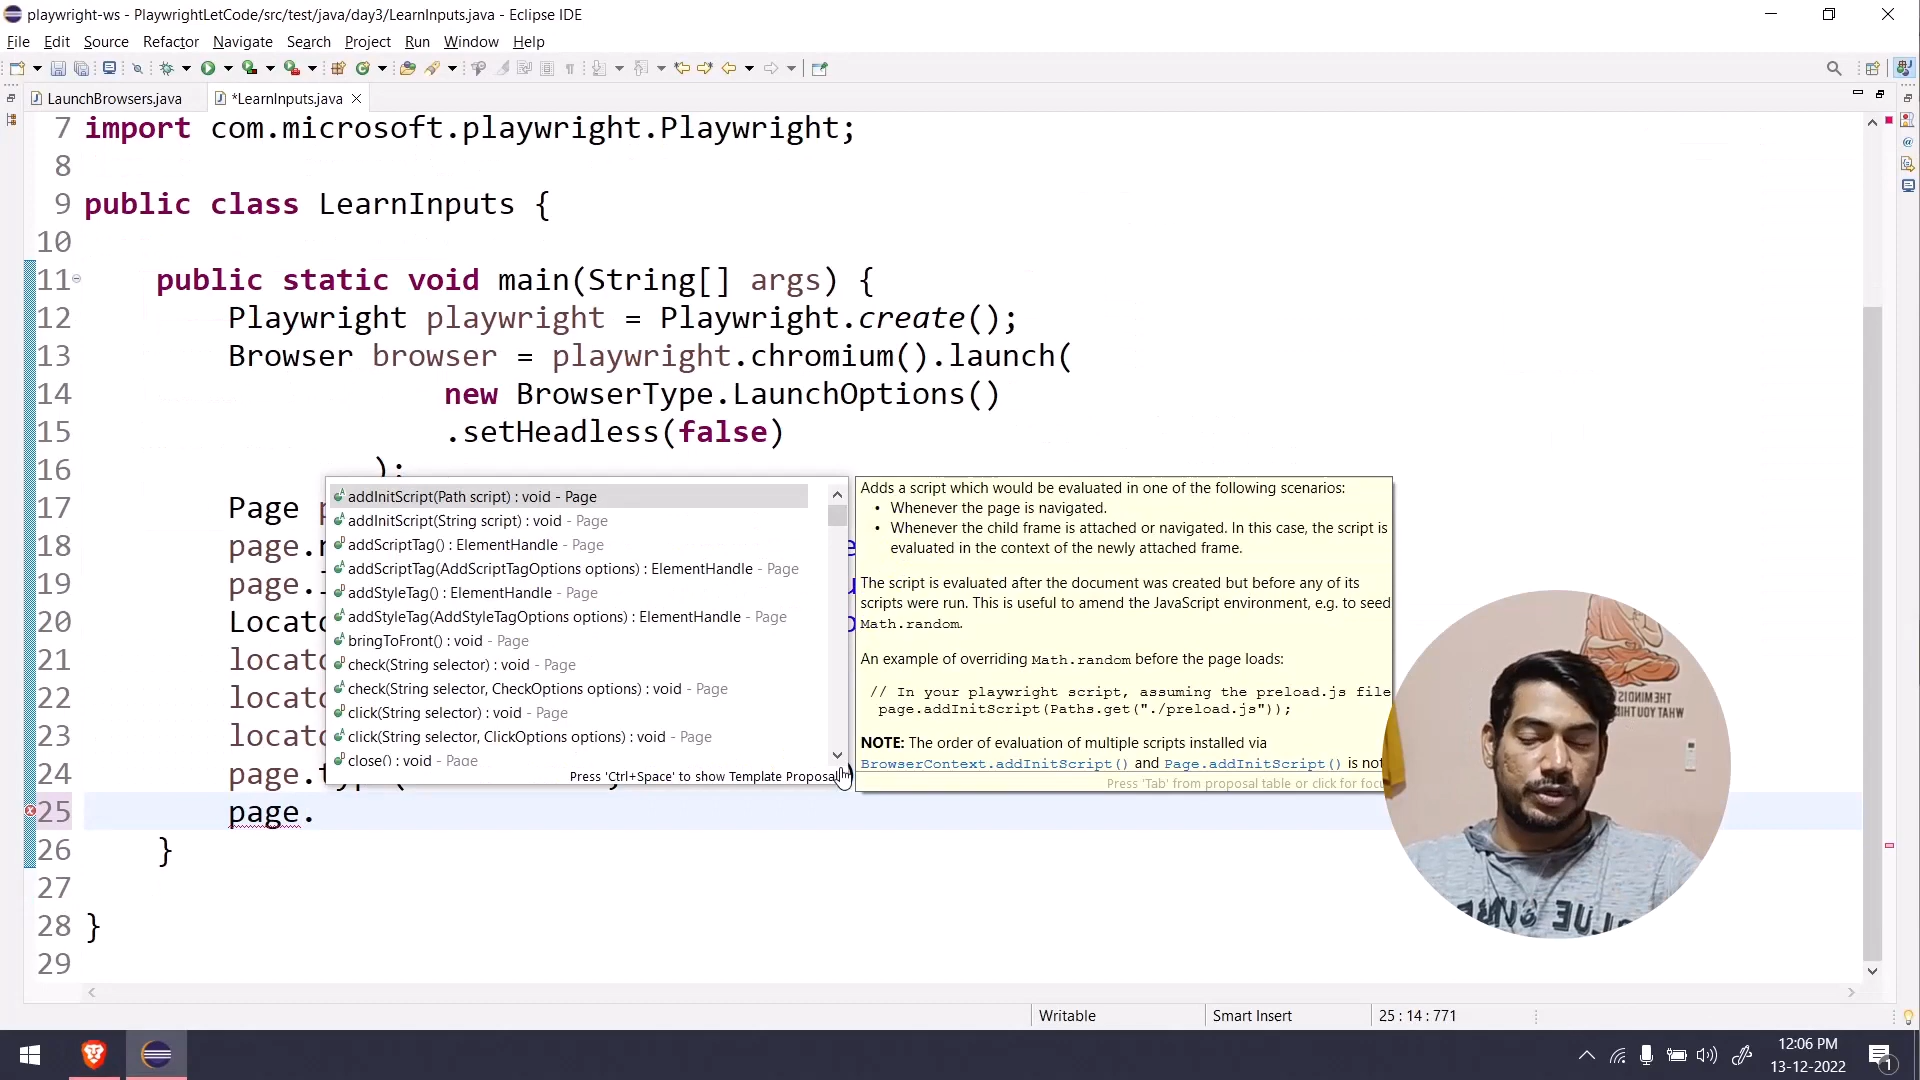 playwright-ws - PlaywrightLetCode/src/test/java/day3/LearnInputs.java - Eclipse IDE
File Edit Source Refactor Navigate Search Project Run Window Help
LaunchBrowsers.java *LearnInputs.java
7 import com.microsoft.playwright.Playwright;
8
9 public class LearnInputs {
10
11 public static void main(String[] args) {
12 Playwright playwright = Playwright.create();
13 Browser browser = playwright.chromium().launch(
14 new BrowserType.LaunchOptions()
15 .setHeadless(false)
16 );
17 Page
18 page.
19 page.
20
21
22
23
24 page.
25 page.
26 }
27
28 }
29
addInitScript(Path script) : void - Page
addInitScript(String script) : void - Page
addScriptTag() : ElementHandle - Page
addScriptTag(AddScriptTagOptions options) : ElementHandle - Page
addStyleTag() : ElementHandle - Page
addStyleTag(AddStyleTagOptions options) : ElementHandle - Page
bringToFront() : void - Page
check(String selector) : void - Page
check(String selector, CheckOptions options) : void - Page
click(String selector) : void - Page
click(String selector, ClickOptions options) : void - Page
close() : void - Page
Press 'Ctrl+Space' to show Template Proposal
Adds a script which would be evaluated in one of the following scenarios:
• Whenever the page is navigated.
• Whenever the child frame is attached or navigated. In this case, the script is
evaluated in the context of the newly attached frame.
The script is evaluated after the document was created but before any of its
scripts were run. This is useful to amend the JavaScript environment, e.g. to seed
Math.random.
An example of overriding Math.random before the page loads:
// In your playwright script, assuming the preload.js file
page.addInitScript(Paths.get("./preload.js"));
NOTE: The order of evaluation of multiple scripts installed via
BrowserContext.addInitScript() and Page.addInitScript() is not
Press 'Tab' from proposal table or click for focu
THE MIND IS
WHAT YOU THINK
BLUE
Writable Smart Insert 25 : 14 : 771
12:06 PM
13-12-2022
1